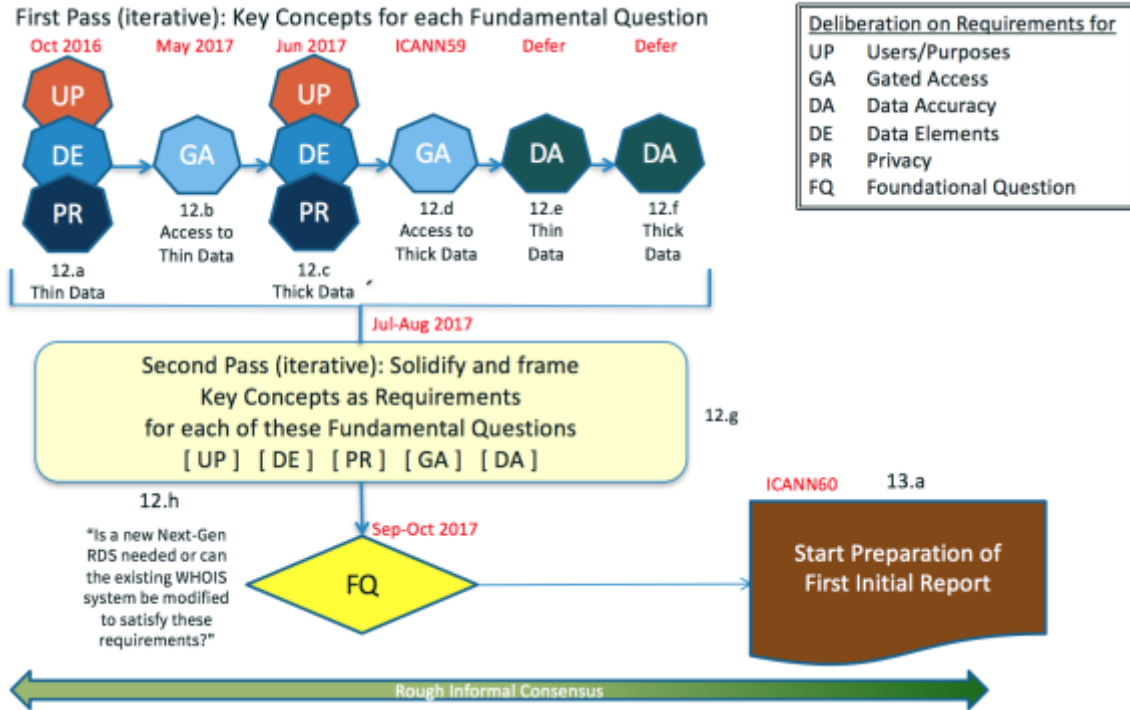 First Pass (iterative): Key Concepts for each Fundamental Question
Oct 2016 May 2017 Jun 2017 ICANN59 Defer Defer
UP UP
DE GA DE GA DA DA
PR PR
12.a
Thin Data
12.b
Access to
Thin Data
12.c
Thick Data
12.d
Access to
Thick Data
12.e
Thin
Data
12.f
Thick
Data
Deliberation on Requirements for
UP Users/Purposes
GA Gated Access
DA Data Accuracy
DE Data Elements
PR Privacy
FQ Foundational Question
Jul-Aug 2017
Second Pass (iterative): Solidify and frame
Key Concepts as Requirements
for each of these Fundamental Questions
[ UP ] [ DE ] [ PR ] [ GA ] [ DA ]
12.g
12.h
"Is a new Next-Gen
RDS needed or can
the existing WHOIS
system be modified
to satisfy these
requirements?"
Sep-Oct 2017
FQ
ICANN60 13.a
Start Preparation of
First Initial Report
Rough Informal Consensus